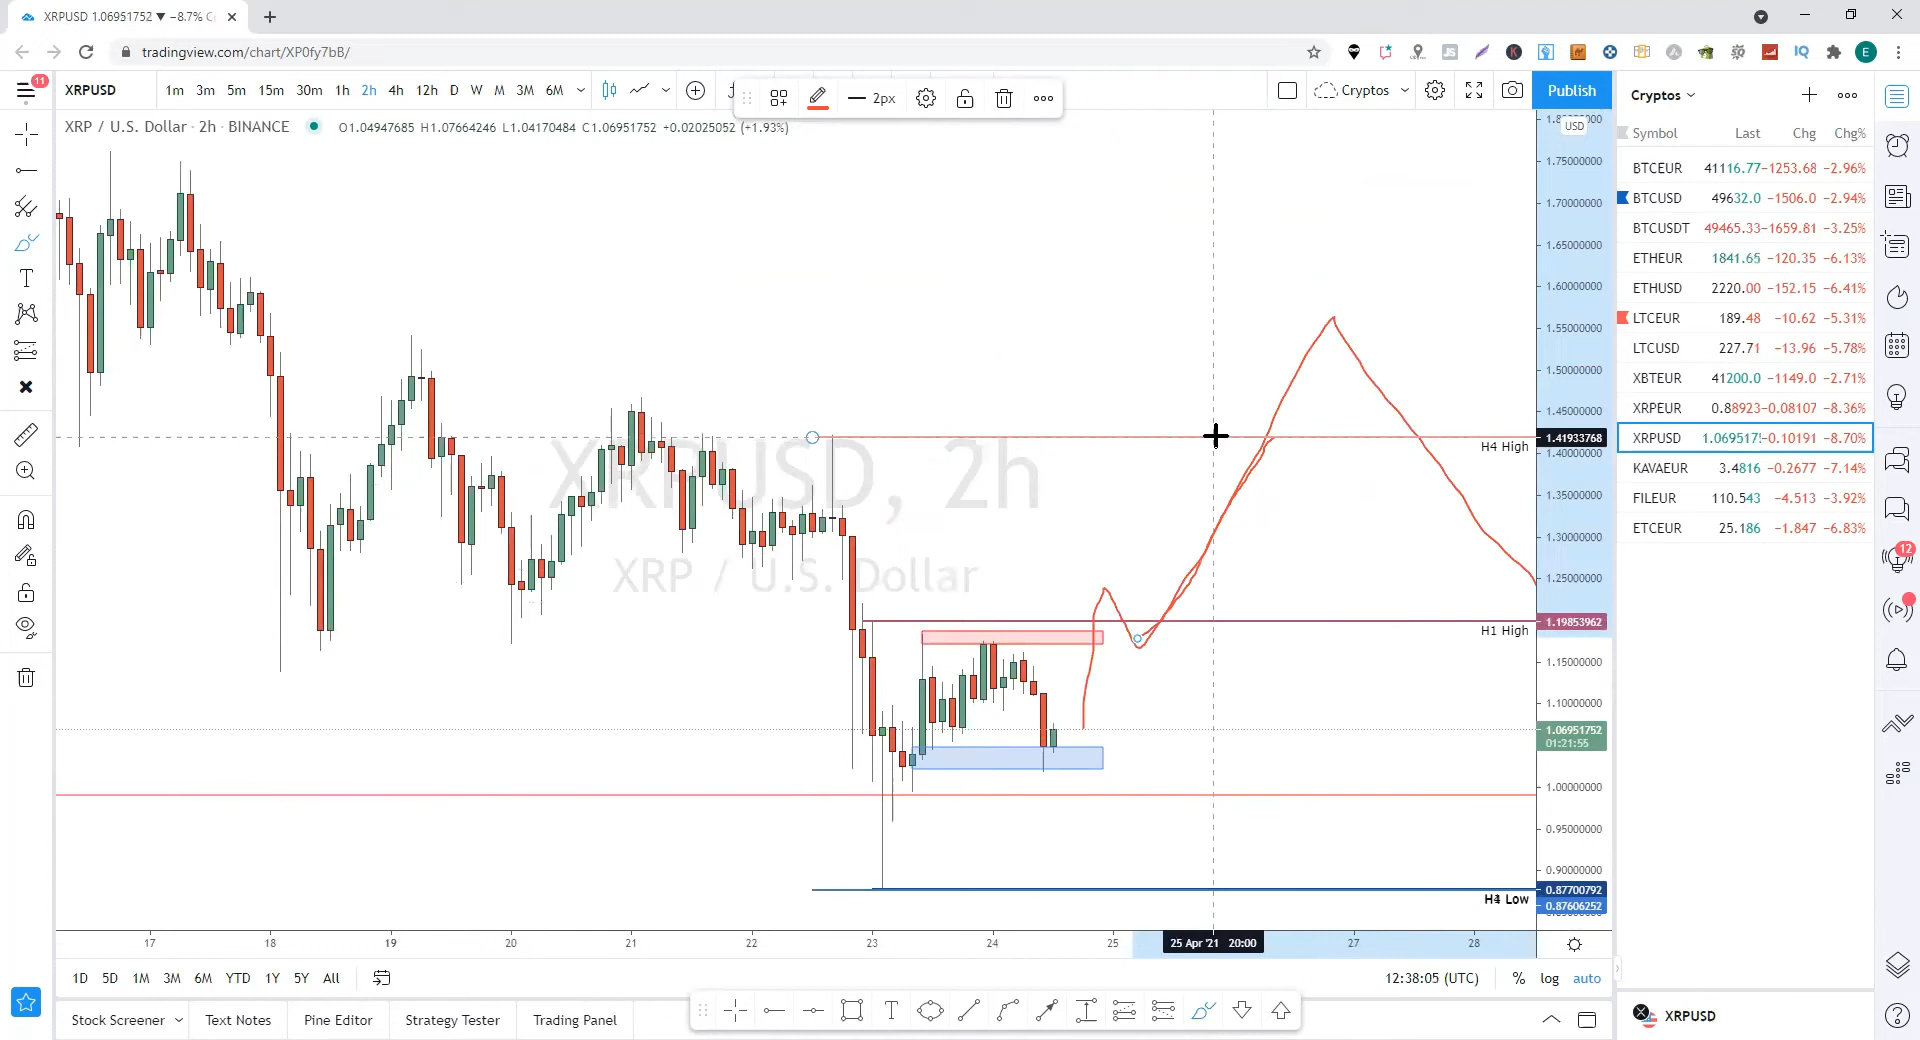 XRPUSD 1.06951752 ▼ −8.7% C
tradingview.com/chart/XP0fy7bB/
11
XRPUSD 1m 3m 5m 15m 30m 1h 2h 4h 12h D W M 3M 6M
2px
Cryptos
Publish
XRP / U.S. Dollar · 2h · BINANCE
O1.04947685 H1.07664246 L1.04170484 C1.06951752 +0.02025052 (+1.93%)
USD
1.75000000
1.70000000
1.65000000
1.60000000
1.55000000
1.50000000
1.45000000
1.41933768
1.40000000
1.35000000
1.30000000
1.25000000
1.19853962
1.15000000
1.10000000
1.06951752
01:21:55
1.00000000
0.95000000
0.90000000
0.87700792
0.87606252
XRPUSD, 2h
XRP / U.S. Dollar
H4 High
H1 High
Low
17 18 19 20 21 22 23 24 25 25 Apr '21 20:00 27 28
1D 5D 1M 3M 6M YTD 1Y 5Y All
12:38:05 (UTC) % log auto
Stock Screener Text Notes Pine Editor Strategy Tester Trading Panel
Cryptos
Symbol Last Chg Chg%
BTCEUR 41116.77 −1253.68 −2.96%
BTCUSD 49632.0 −1506.0 −2.94%
BTCUSDT 49465.33 −1659.81 −3.25%
ETHEUR 1841.65 −120.35 −6.13%
ETHUSD 2220.00 −152.15 −6.41%
LTCEUR 189.48 −10.62 −5.31%
LTCUSD 227.71 −13.96 −5.78%
XBTEUR 41200.0 −1149.0 −2.71%
XRPEUR 0.88923 −0.08107 −8.36%
XRPUSD 1.069517 −0.10191 −8.70%
KAVAEUR 3.4816 −0.2677 −7.14%
FILEUR 110.543 −4.513 −3.92%
ETCEUR 25.186 −1.847 −6.83%
12
XRPUSD
JS
K
IQ
E